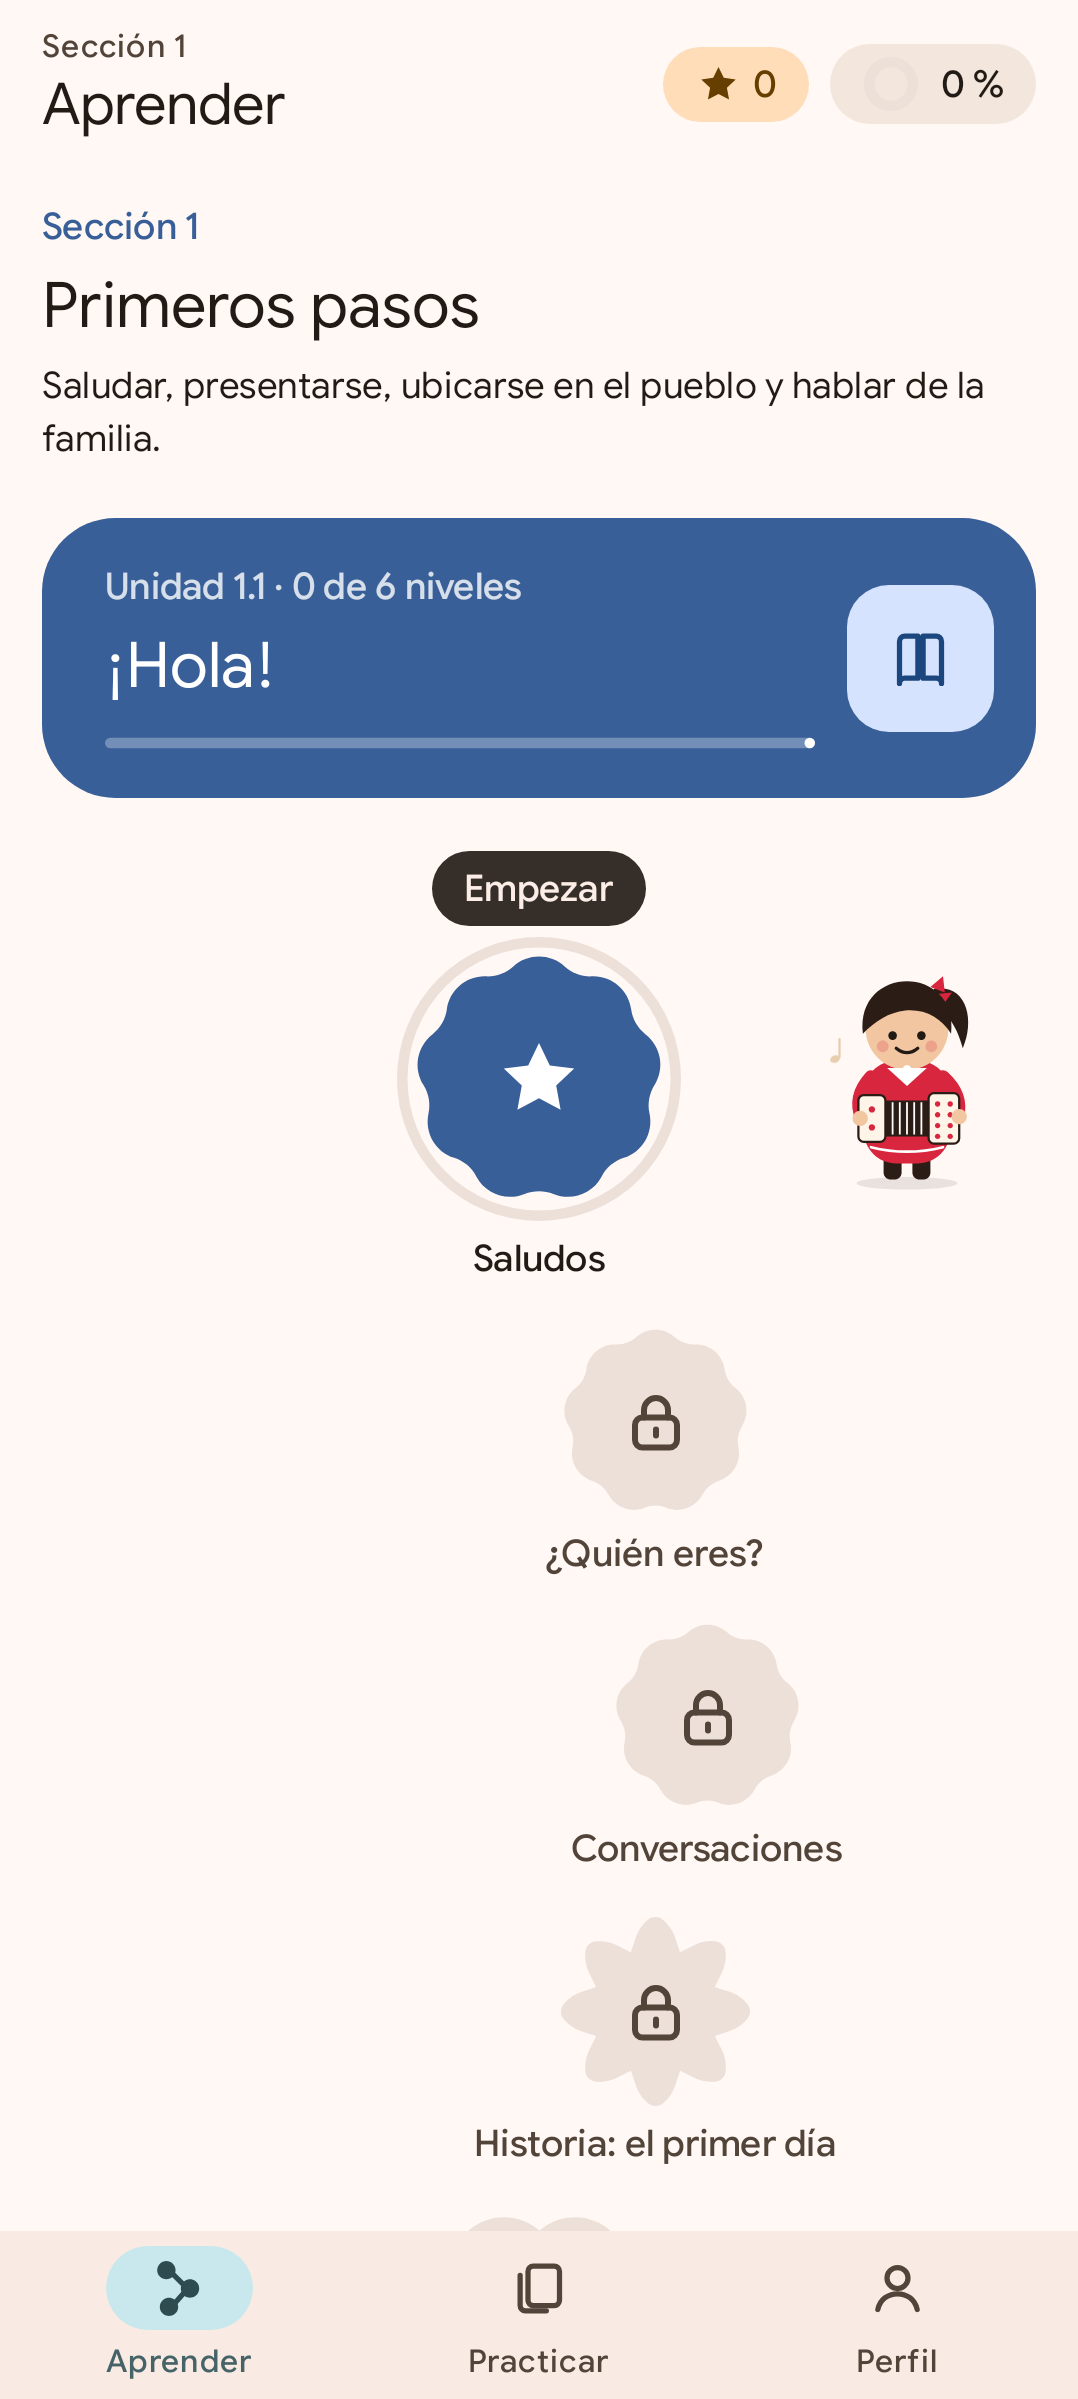 Sección 1
Aprender
0
0 %
Sección 1
Primeros pasos
Saludar, presentarse, ubicarse en el pueblo y hablar de la
familia.
Unidad 1.1 · 0 de 6 niveles
¡Hola!
Empezar
Saludos
¿Quién eres?
Conversaciones
Historia: el primer día
Aprender
Practicar
Perfil